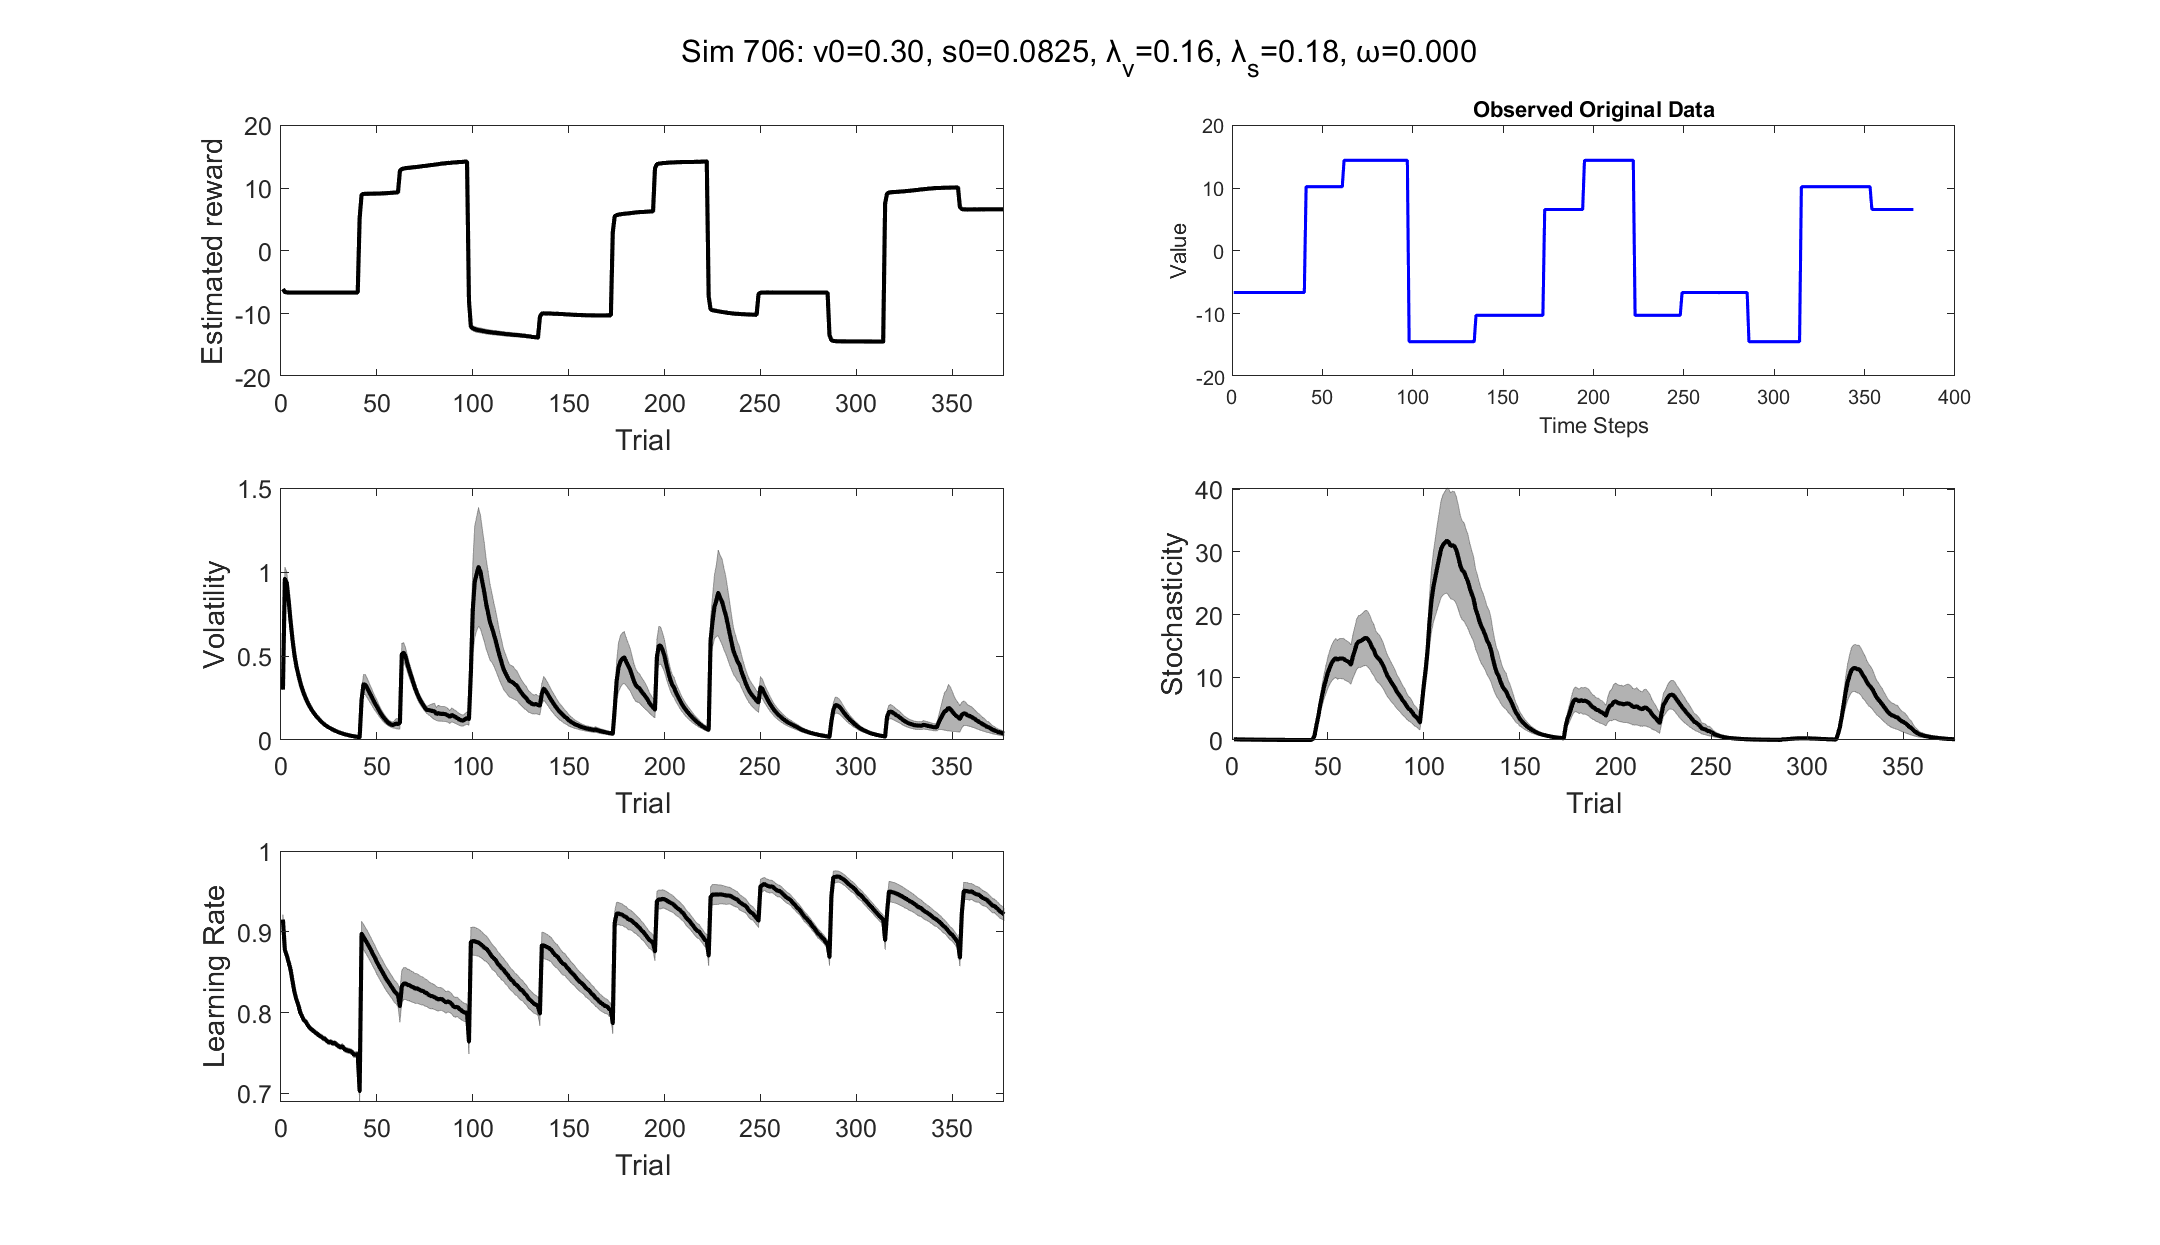 Sim 706: v0=0.30, s0=0.0825, λv=0.16, λs=0.18, ω=0.000
Estimated reward
20
10
0
-10
-20
0 50 100 150 200 250 300 350
Trial
Observed Original Data
Value
20
10
0
-10
-20
0 50 100 150 200 250 300 350 400
Time Steps
Volatility
1.5
1
0.5
0
0 50 100 150 200 250 300 350
Trial
Stochasticity
40
30
20
10
0
0 50 100 150 200 250 300 350
Trial
Learning Rate
1
0.9
0.8
0.7
0 50 100 150 200 250 300 350
Trial